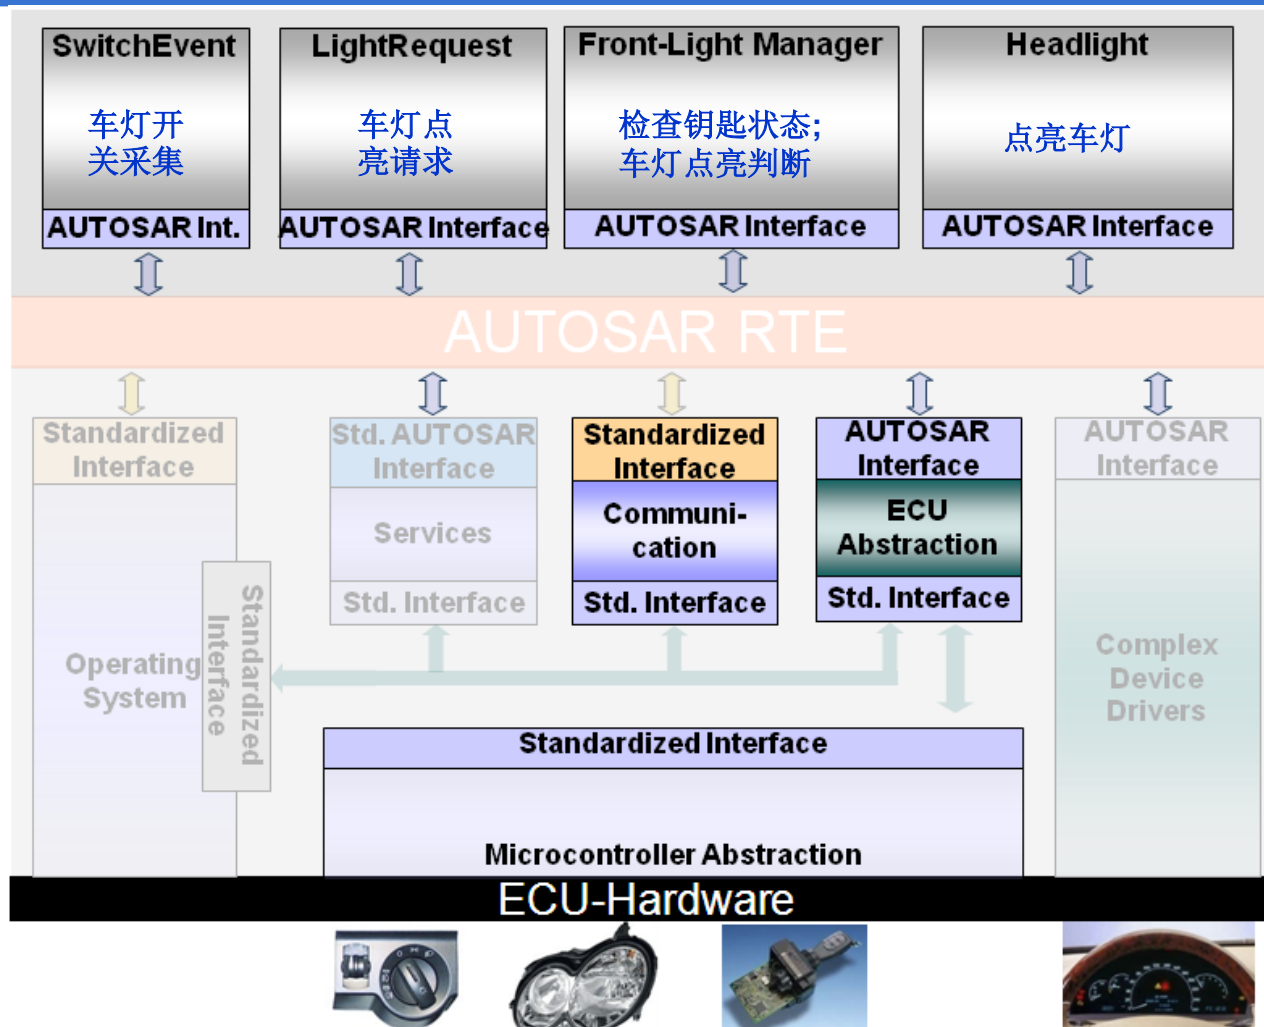 SwitchEvent
车灯开
关采集
AUTOSAR Int.
LightRequest
车灯点
亮请求
AUTOSAR Interface
Front-Light Manager
检查钥匙状态;
车灯点亮判断
AUTOSAR Interface
Headlight
点亮车灯
AUTOSAR Interface
AUTOSAR RTE
Standardized
Interface
Operating
System
Standardized
Interface
Std. AUTOSAR
Interface
Services
Std. Interface
Standardized
Interface
Communi-
cation
Std. Interface
AUTOSAR
Interface
ECU
Abstraction
Std. Interface
AUTOSAR
Interface
Complex
Device
Drivers
Standardized Interface
Microcontroller Abstraction
ECU-Hardware